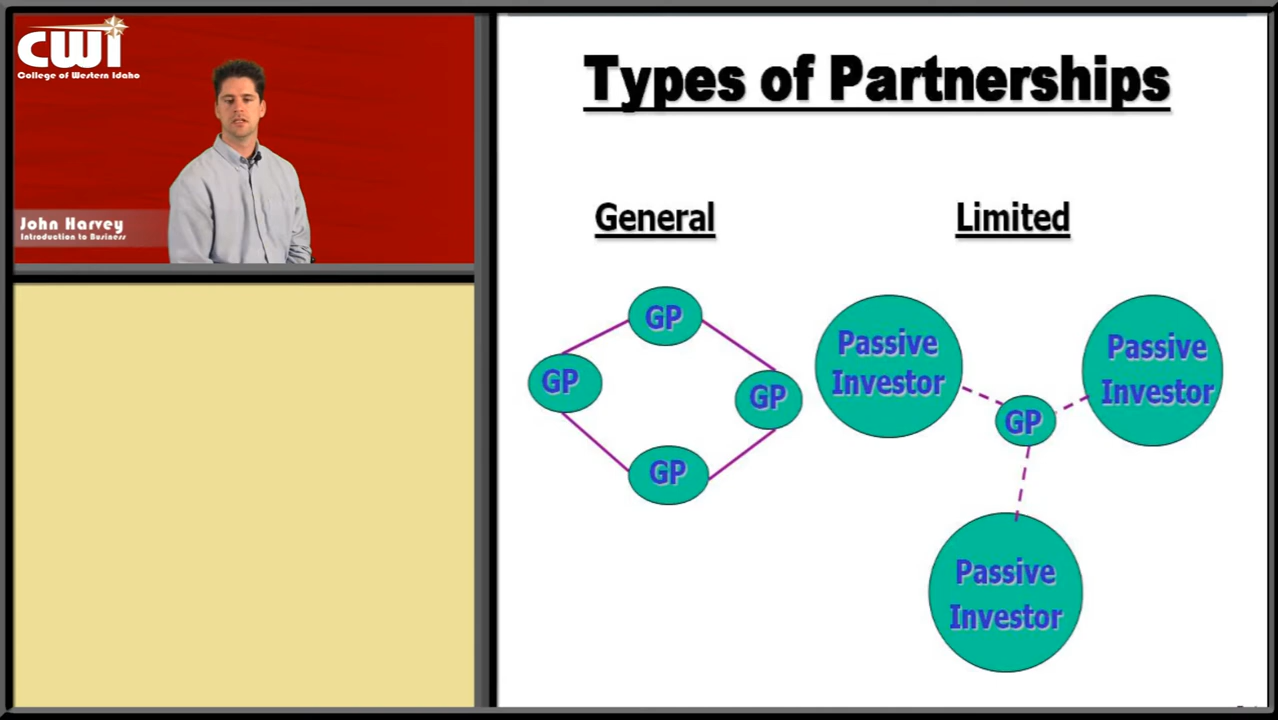 CWI
College of Western Idaho
John Harvey
Introduction to Business
Types of Partnerships
General
Limited
GP
GP
GP
GP
Passive
Investor
Passive
Investor
GP
Passive
Investor